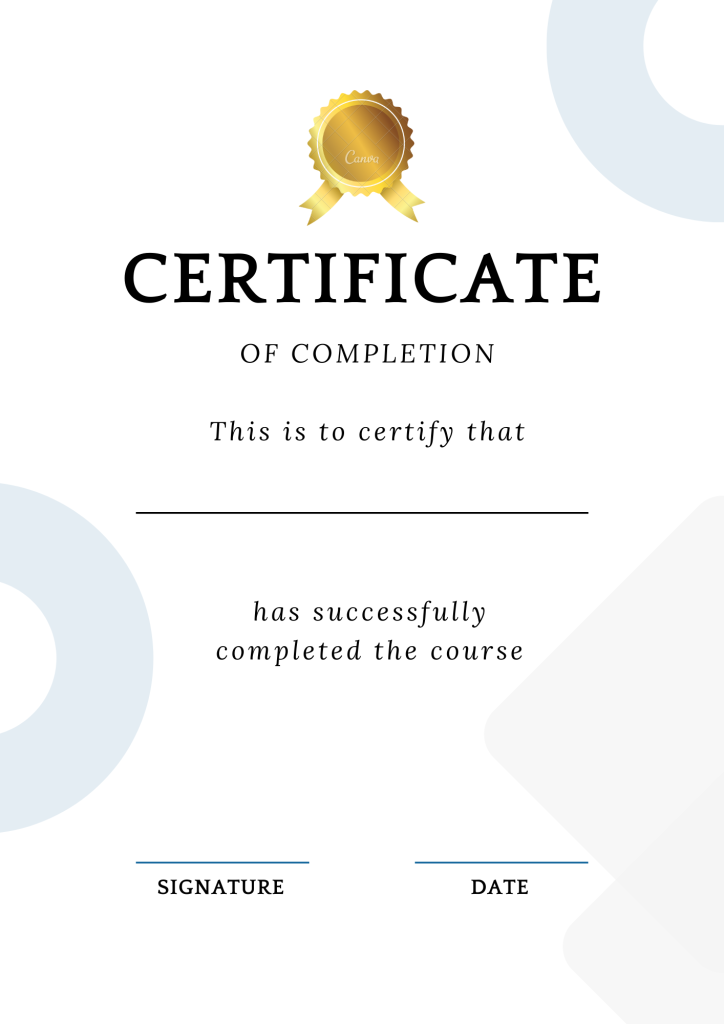 Canva
CERTIFICATE
OF COMPLETION
This is to certify that
has successfully
completed the course
SIGNATURE
DATE